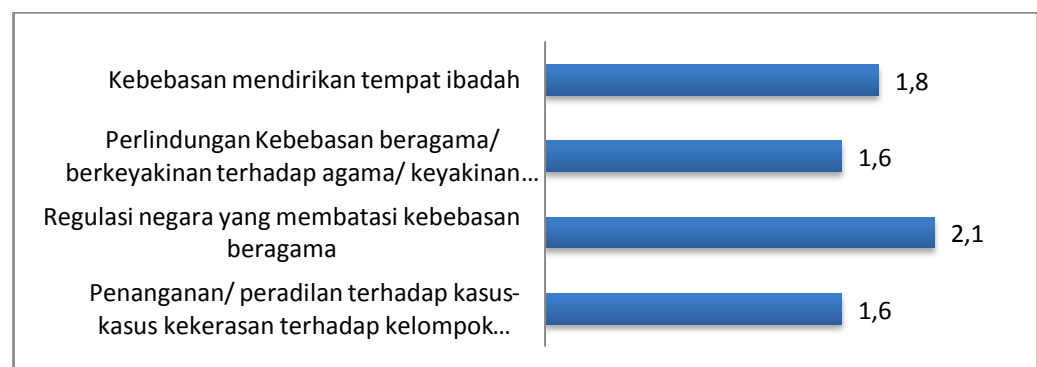 Kebebasan mendirikan tempat ibadah
1,8
Perlindungan Kebebasan beragama/
berkeyakinan terhadap agama/ keyakinan...
1,6
Regulasi negara yang membatasi kebebasan
beragama
2,1
Penanganan/ peradilan terhadap kasus-
kasus kekerasan terhadap kelompok...
1,6